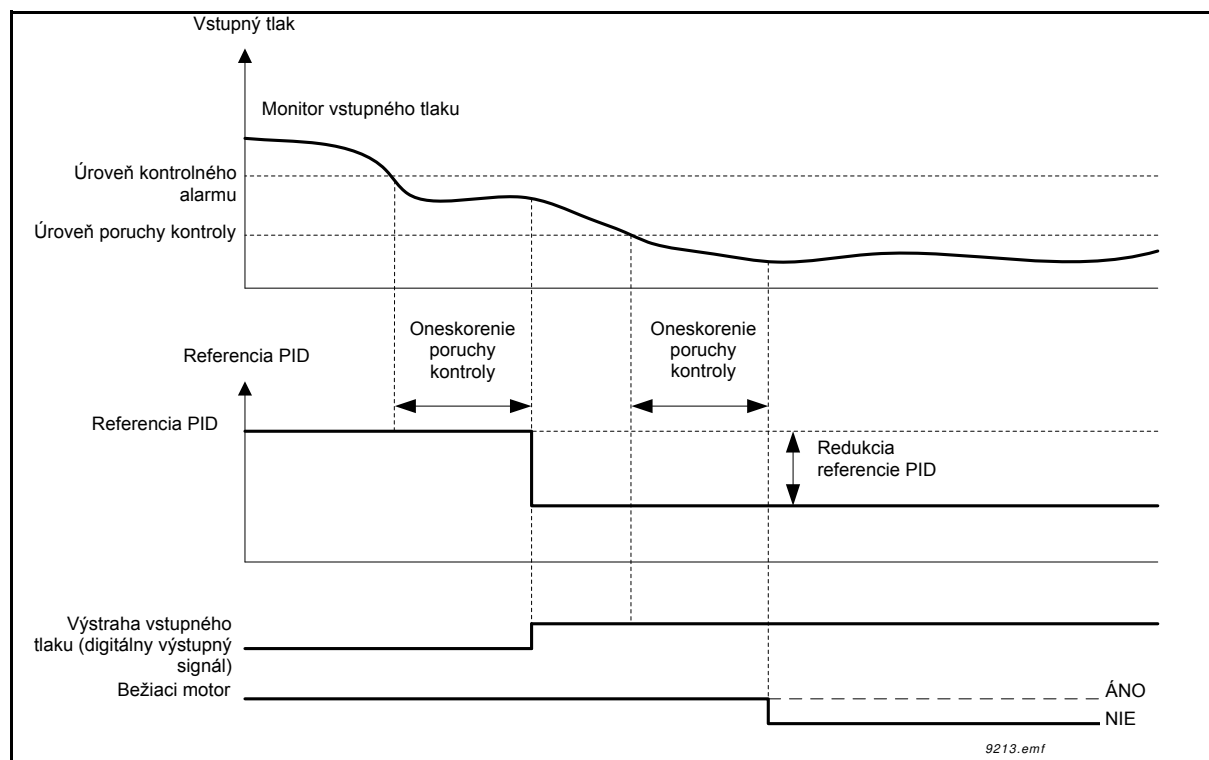 Vstupný tlak
Monitor vstupného tlaku
Úroveň kontrolného
alarmu
Úroveň poruchy kontroly
Oneskorenie
poruchy
kontroly
Oneskorenie
poruchy
kontroly
Referencia PID
Referencia PID
Redukcia
referencie PID
Výstraha vstupného
tlaku (digitálny výstupný
signál)
Bežiaci motor
ÁNO
NIE
9213.emf